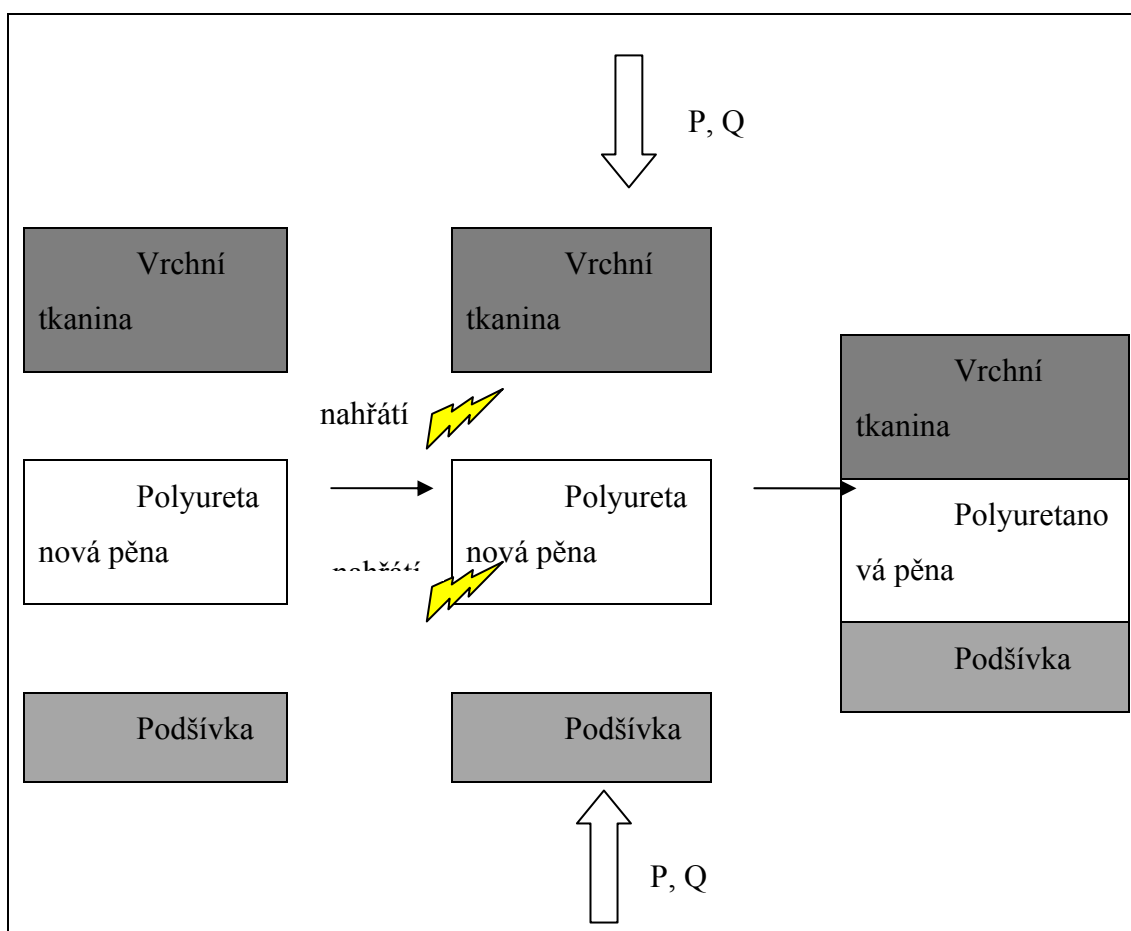 P, Q
Vrchní
tkanina
Vrchní
tkanina
Vrchní
tkanina
nahřátí
Polyureta
nová pěna
Polyureta
nová pěna
Polyuretano
vá pěna
nahřátí
Podšívka
Podšívka
Podšívka
P, Q